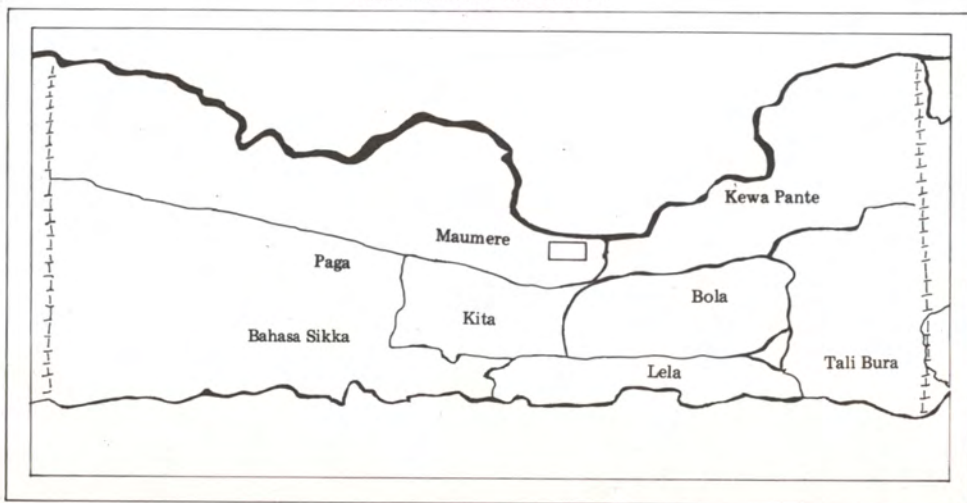 Kewa Pante
Maumere
Paga
Bola
Kita
Bahasa Sikka
Tali Bura
Lela